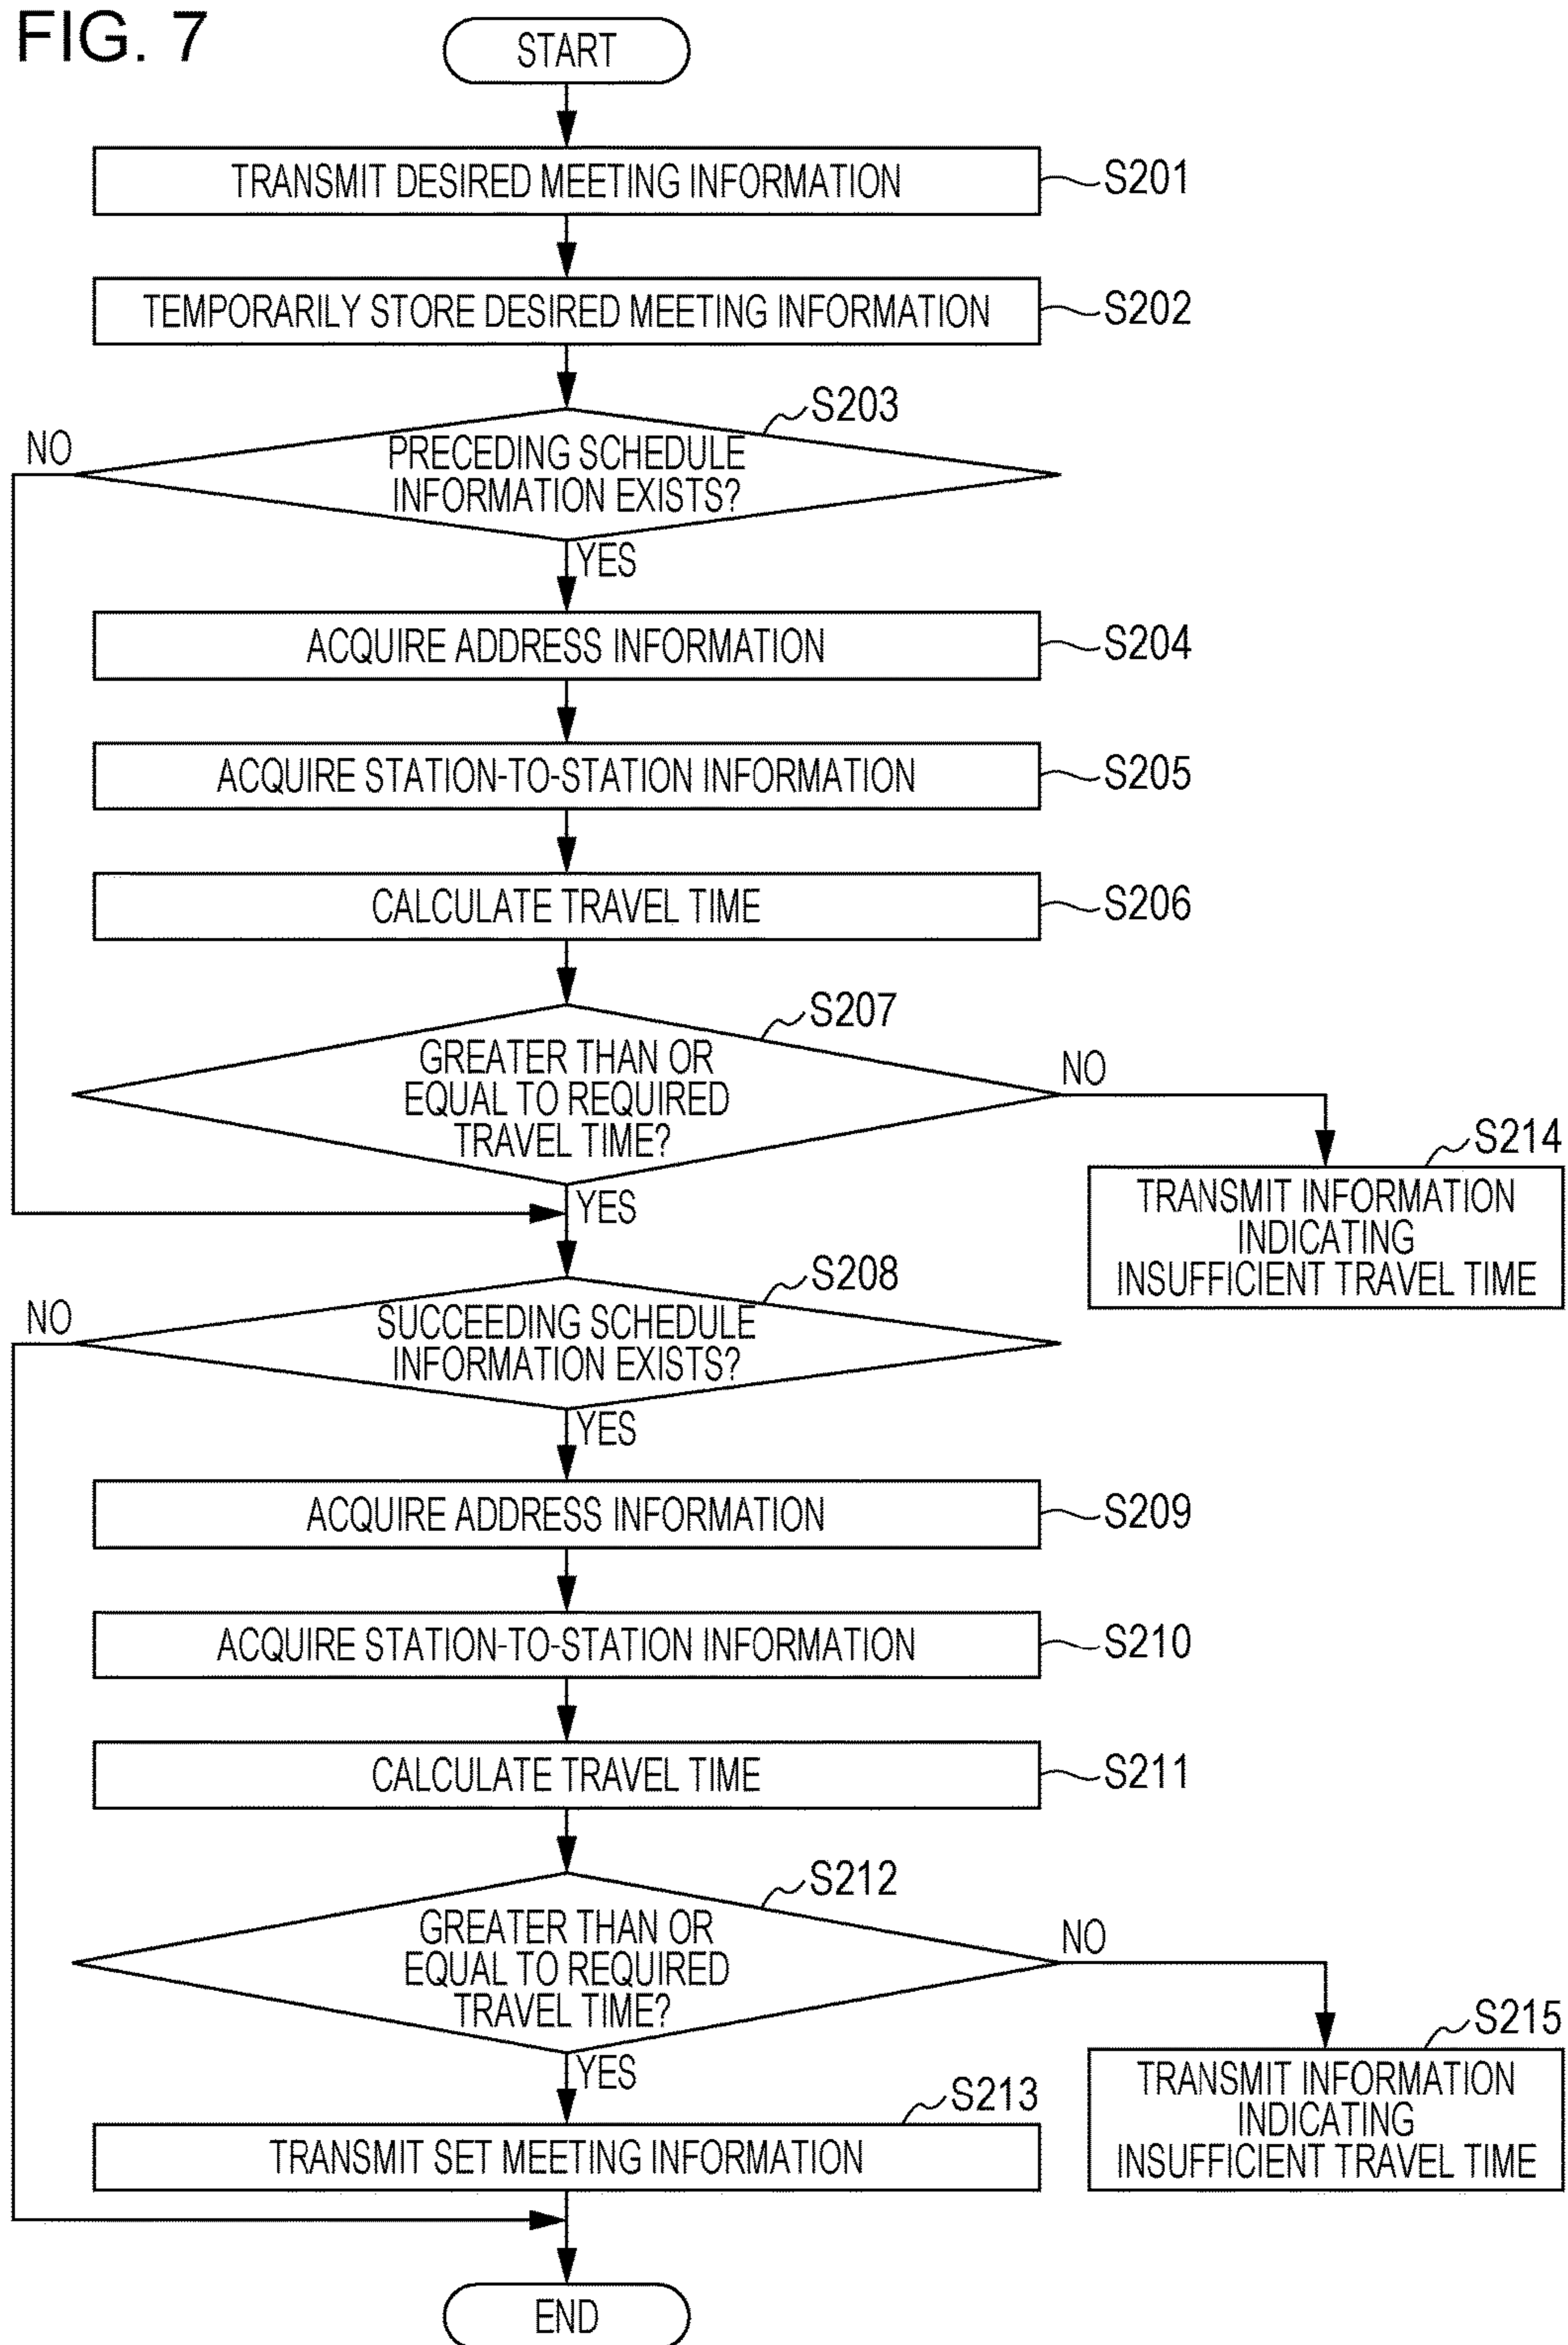 FIG. 7
START
TRANSMIT DESIRED MEETING INFORMATION
S201
TEMPORARILY STORE DESIRED MEETING INFORMATION
S202
S203
NO
PRECEDING SCHEDULE
INFORMATION EXISTS?
YES
ACQUIRE ADDRESS INFORMATION
S204
ACQUIRE STATION-TO-STATION INFORMATION
S205
CALCULATE TRAVEL TIME
S206
S207
GREATER THAN OR
EQUAL TO REQUIRED
TRAVEL TIME?
NO
YES
S214
TRANSMIT INFORMATION
INDICATING
INSUFFICIENT TRAVEL TIME
S208
NO
SUCCEEDING SCHEDULE
INFORMATION EXISTS?
YES
ACQUIRE ADDRESS INFORMATION
S209
ACQUIRE STATION-TO-STATION INFORMATION
S210
CALCULATE TRAVEL TIME
S211
S212
GREATER THAN OR
EQUAL TO REQUIRED
TRAVEL TIME?
NO
YES
S215
TRANSMIT INFORMATION
INDICATING
INSUFFICIENT TRAVEL TIME
S213
TRANSMIT SET MEETING INFORMATION
END